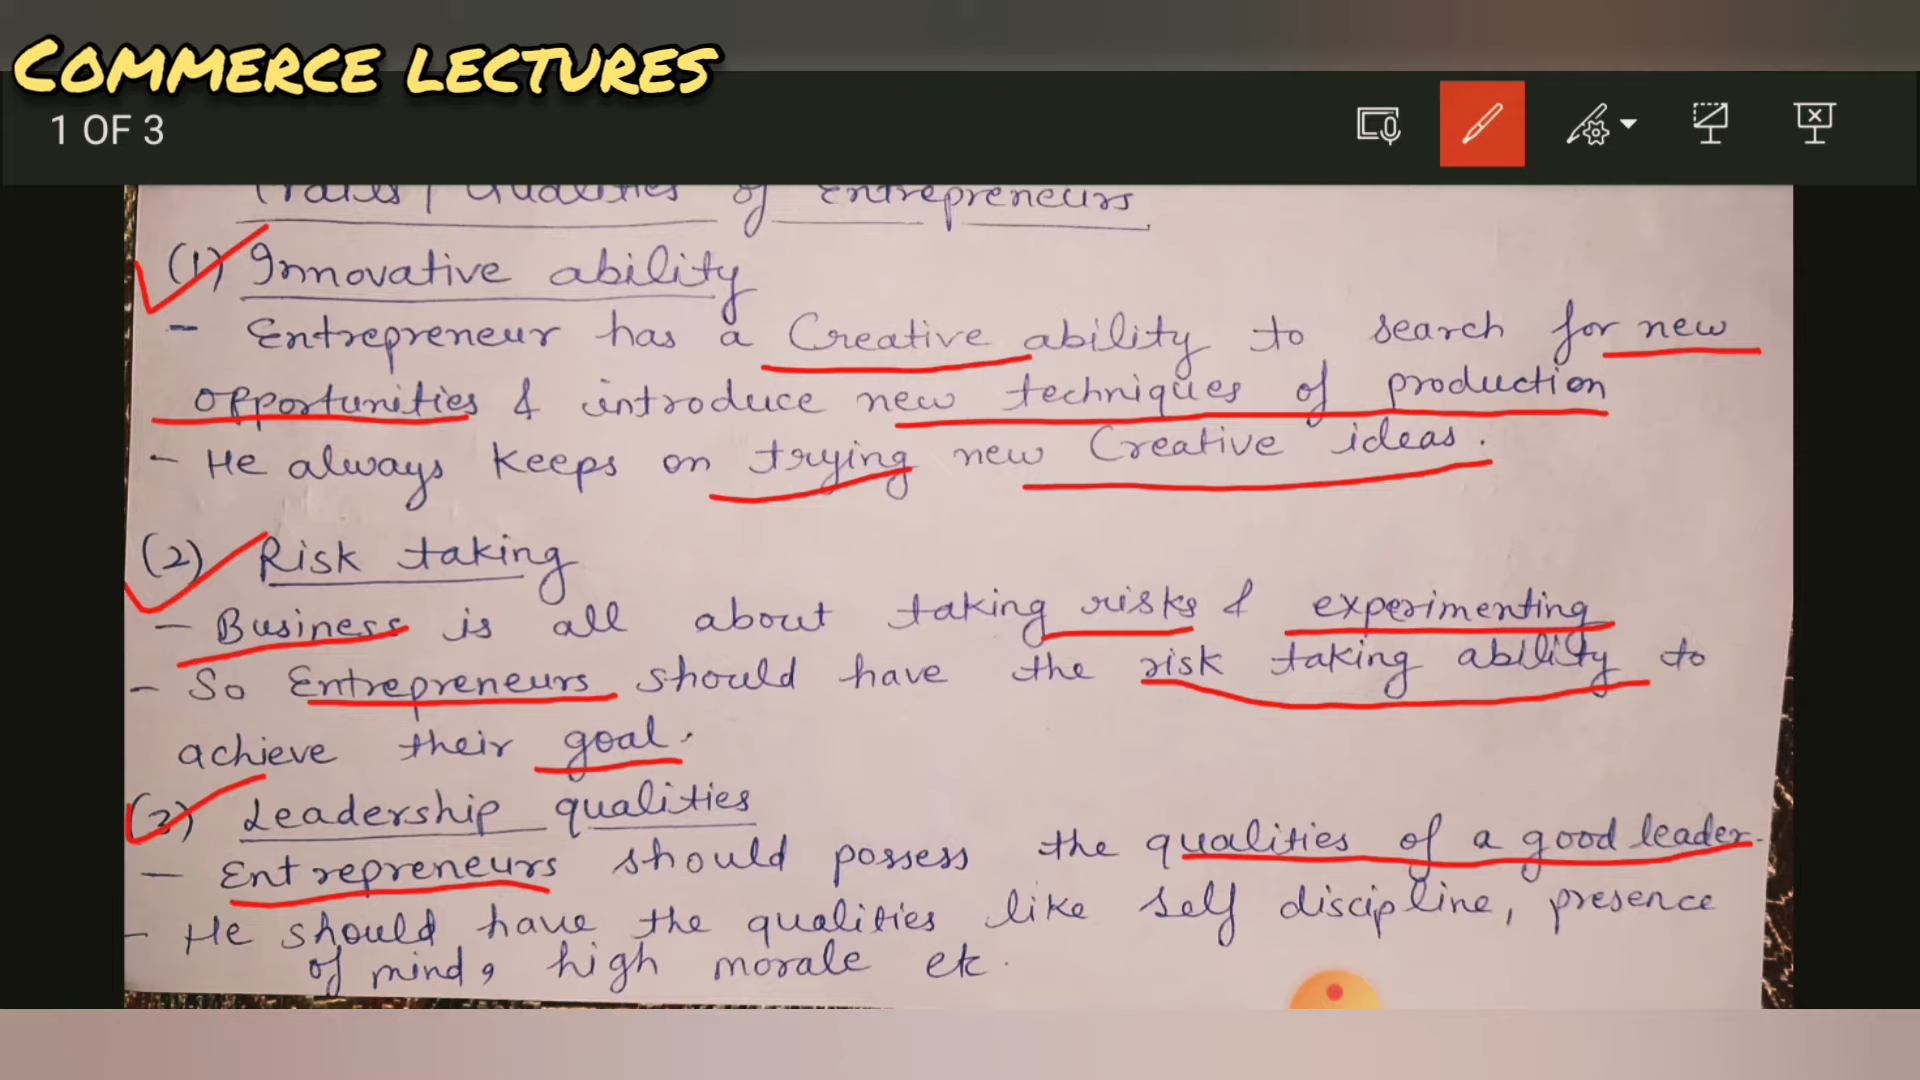 COMMERCE LECTURES
1 OF 3
Traits / Qualities of Entrepreneurs
(1) Innovative ability
- Entrepreneur has a Creative ability to search for new
opportunities & introduce new techniques of production
- He always keeps on trying new Creative ideas.
(2) Risk taking
- Business is all about taking risks & experimenting
- So Entrepreneurs should have the risk taking ability to
achieve their goal.
(3) Leadership qualities
- Entrepreneurs should possess the qualities of a good leader.
- He should have the qualities like self discipline, presence
of mind, high morale etc.